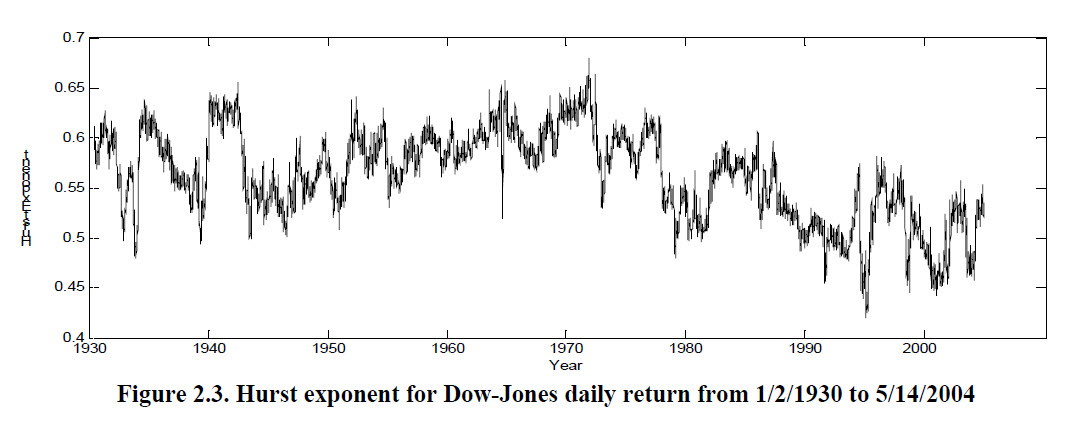 0.7
0.65
0.6
0.55
0.5
0.45
0.4
Hurst Exponent
1930 1940 1950 1960 1970 1980 1990 2000
Year
Figure 2.3. Hurst exponent for Dow-Jones daily return from 1/2/1930 to 5/14/2004